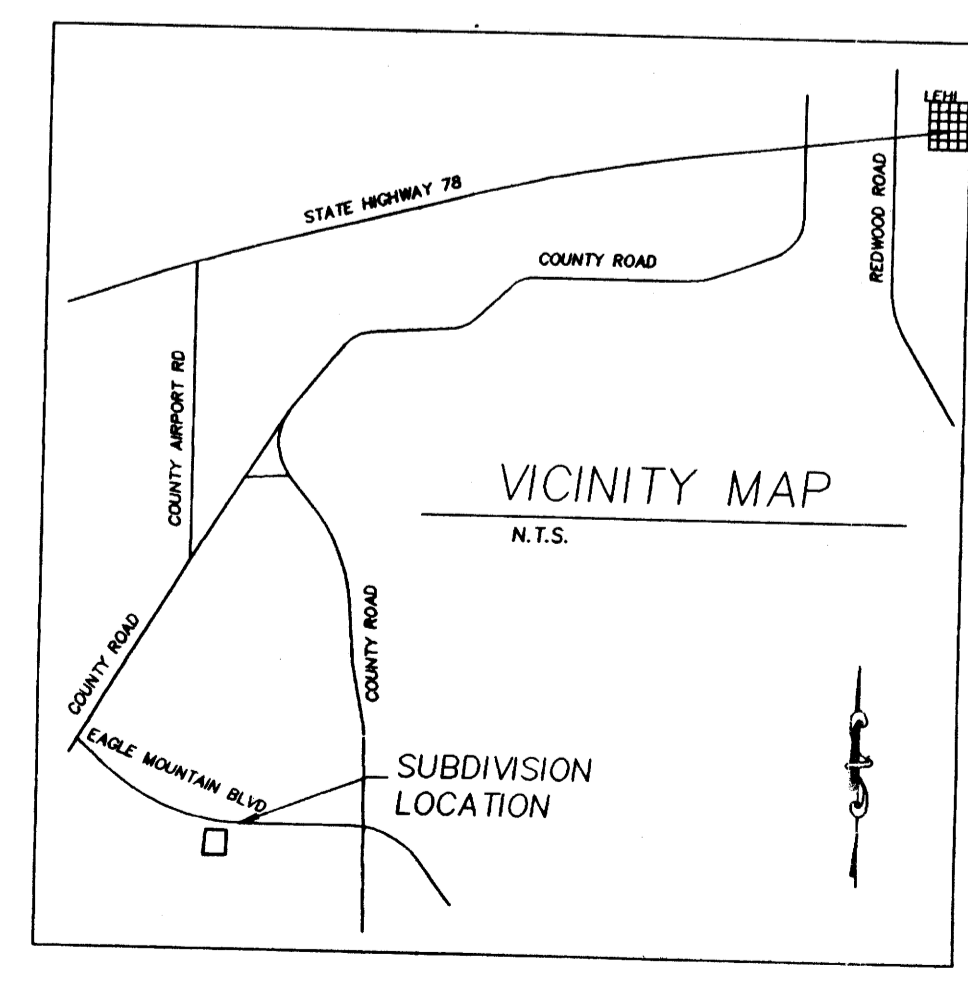 LEHI
STATE HIGHWAY 78
REDWOOD ROAD
COUNTY ROAD
COUNTY AIRPORT RD
VICINITY MAP
N.T.S.
COUNTY ROAD
COUNTY ROAD
EAGLE MOUNTAIN BLVD
SUBDIVISION
LOCATION